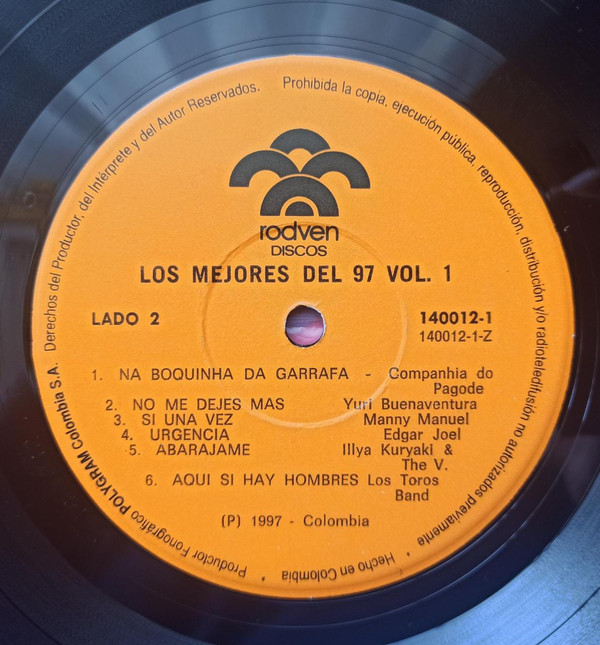 Derechos del Productor, del Intérprete y del Autor Reservados.
Prohibida la copia, ejecución pública, reproducción, distribución y/o radioteledifusión no autorizados previamente
rodven
DISCOS
LOS MEJORES DEL 97 VOL. 1
LADO 2 140012-1
140012-1-Z
1. NA BOQUINHA DA GARRAFA - Companhia do
Pagode
2. NO ME DEJES MAS Yuri Buenaventura
3. SI UNA VEZ Manny Manuel
4. URGENCIA Edgar Joel
5. ABARAJAME Illya Kuryaki &
The V.
6. AQUI SI HAY HOMBRES Los Toros
Band
(P) 1997 - Colombia
Productor Fonográfico POLYGRAM Colombia S.A.
* Hecho en Colombia *